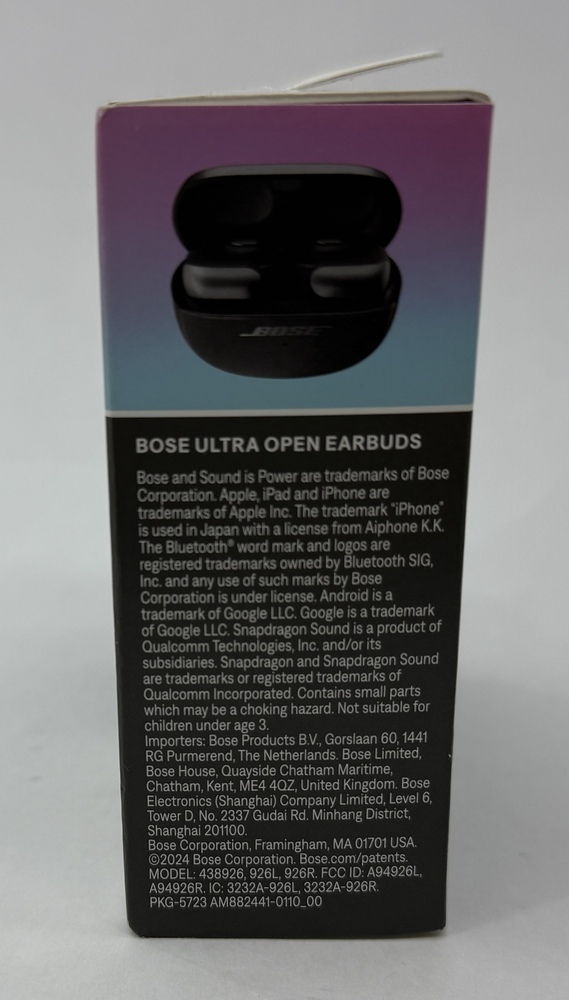 BOSE
BOSE ULTRA OPEN EARBUDS
Bose and Sound is Power are trademarks of Bose
Corporation. Apple, iPad and iPhone are
trademarks of Apple Inc. The trademark "iPhone"
is used in Japan with a license from Aiphone K.K.
The Bluetooth® word mark and logos are
registered trademarks owned by Bluetooth SIG,
Inc. and any use of such marks by Bose
Corporation is under license. Android is a
trademark of Google LLC. Google is a trademark
of Google LLC. Snapdragon Sound is a product of
Qualcomm Technologies, Inc. and/or its
subsidiaries. Snapdragon and Snapdragon Sound
are trademarks or registered trademarks of
Qualcomm Incorporated. Contains small parts
which may be a choking hazard. Not suitable for
children under age 3.
Importers: Bose Products B.V., Gorslaan 60, 1441
RG Purmerend, The Netherlands. Bose Limited,
Bose House, Quayside Chatham Maritime,
Chatham, Kent, ME4 4QZ, United Kingdom. Bose
Electronics (Shanghai) Company Limited, Level 6,
Tower D, No. 2337 Gudai Rd. Minhang District,
Shanghai 201100.
Bose Corporation, Framingham, MA 01701 USA.
©2024 Bose Corporation. Bose.com/patents.
MODEL: 438926, 926L, 926R. FCC ID: A94926L,
A94926R. IC: 3232A-926L, 3232A-926R.
PKG-5723 AM882441-0110_00